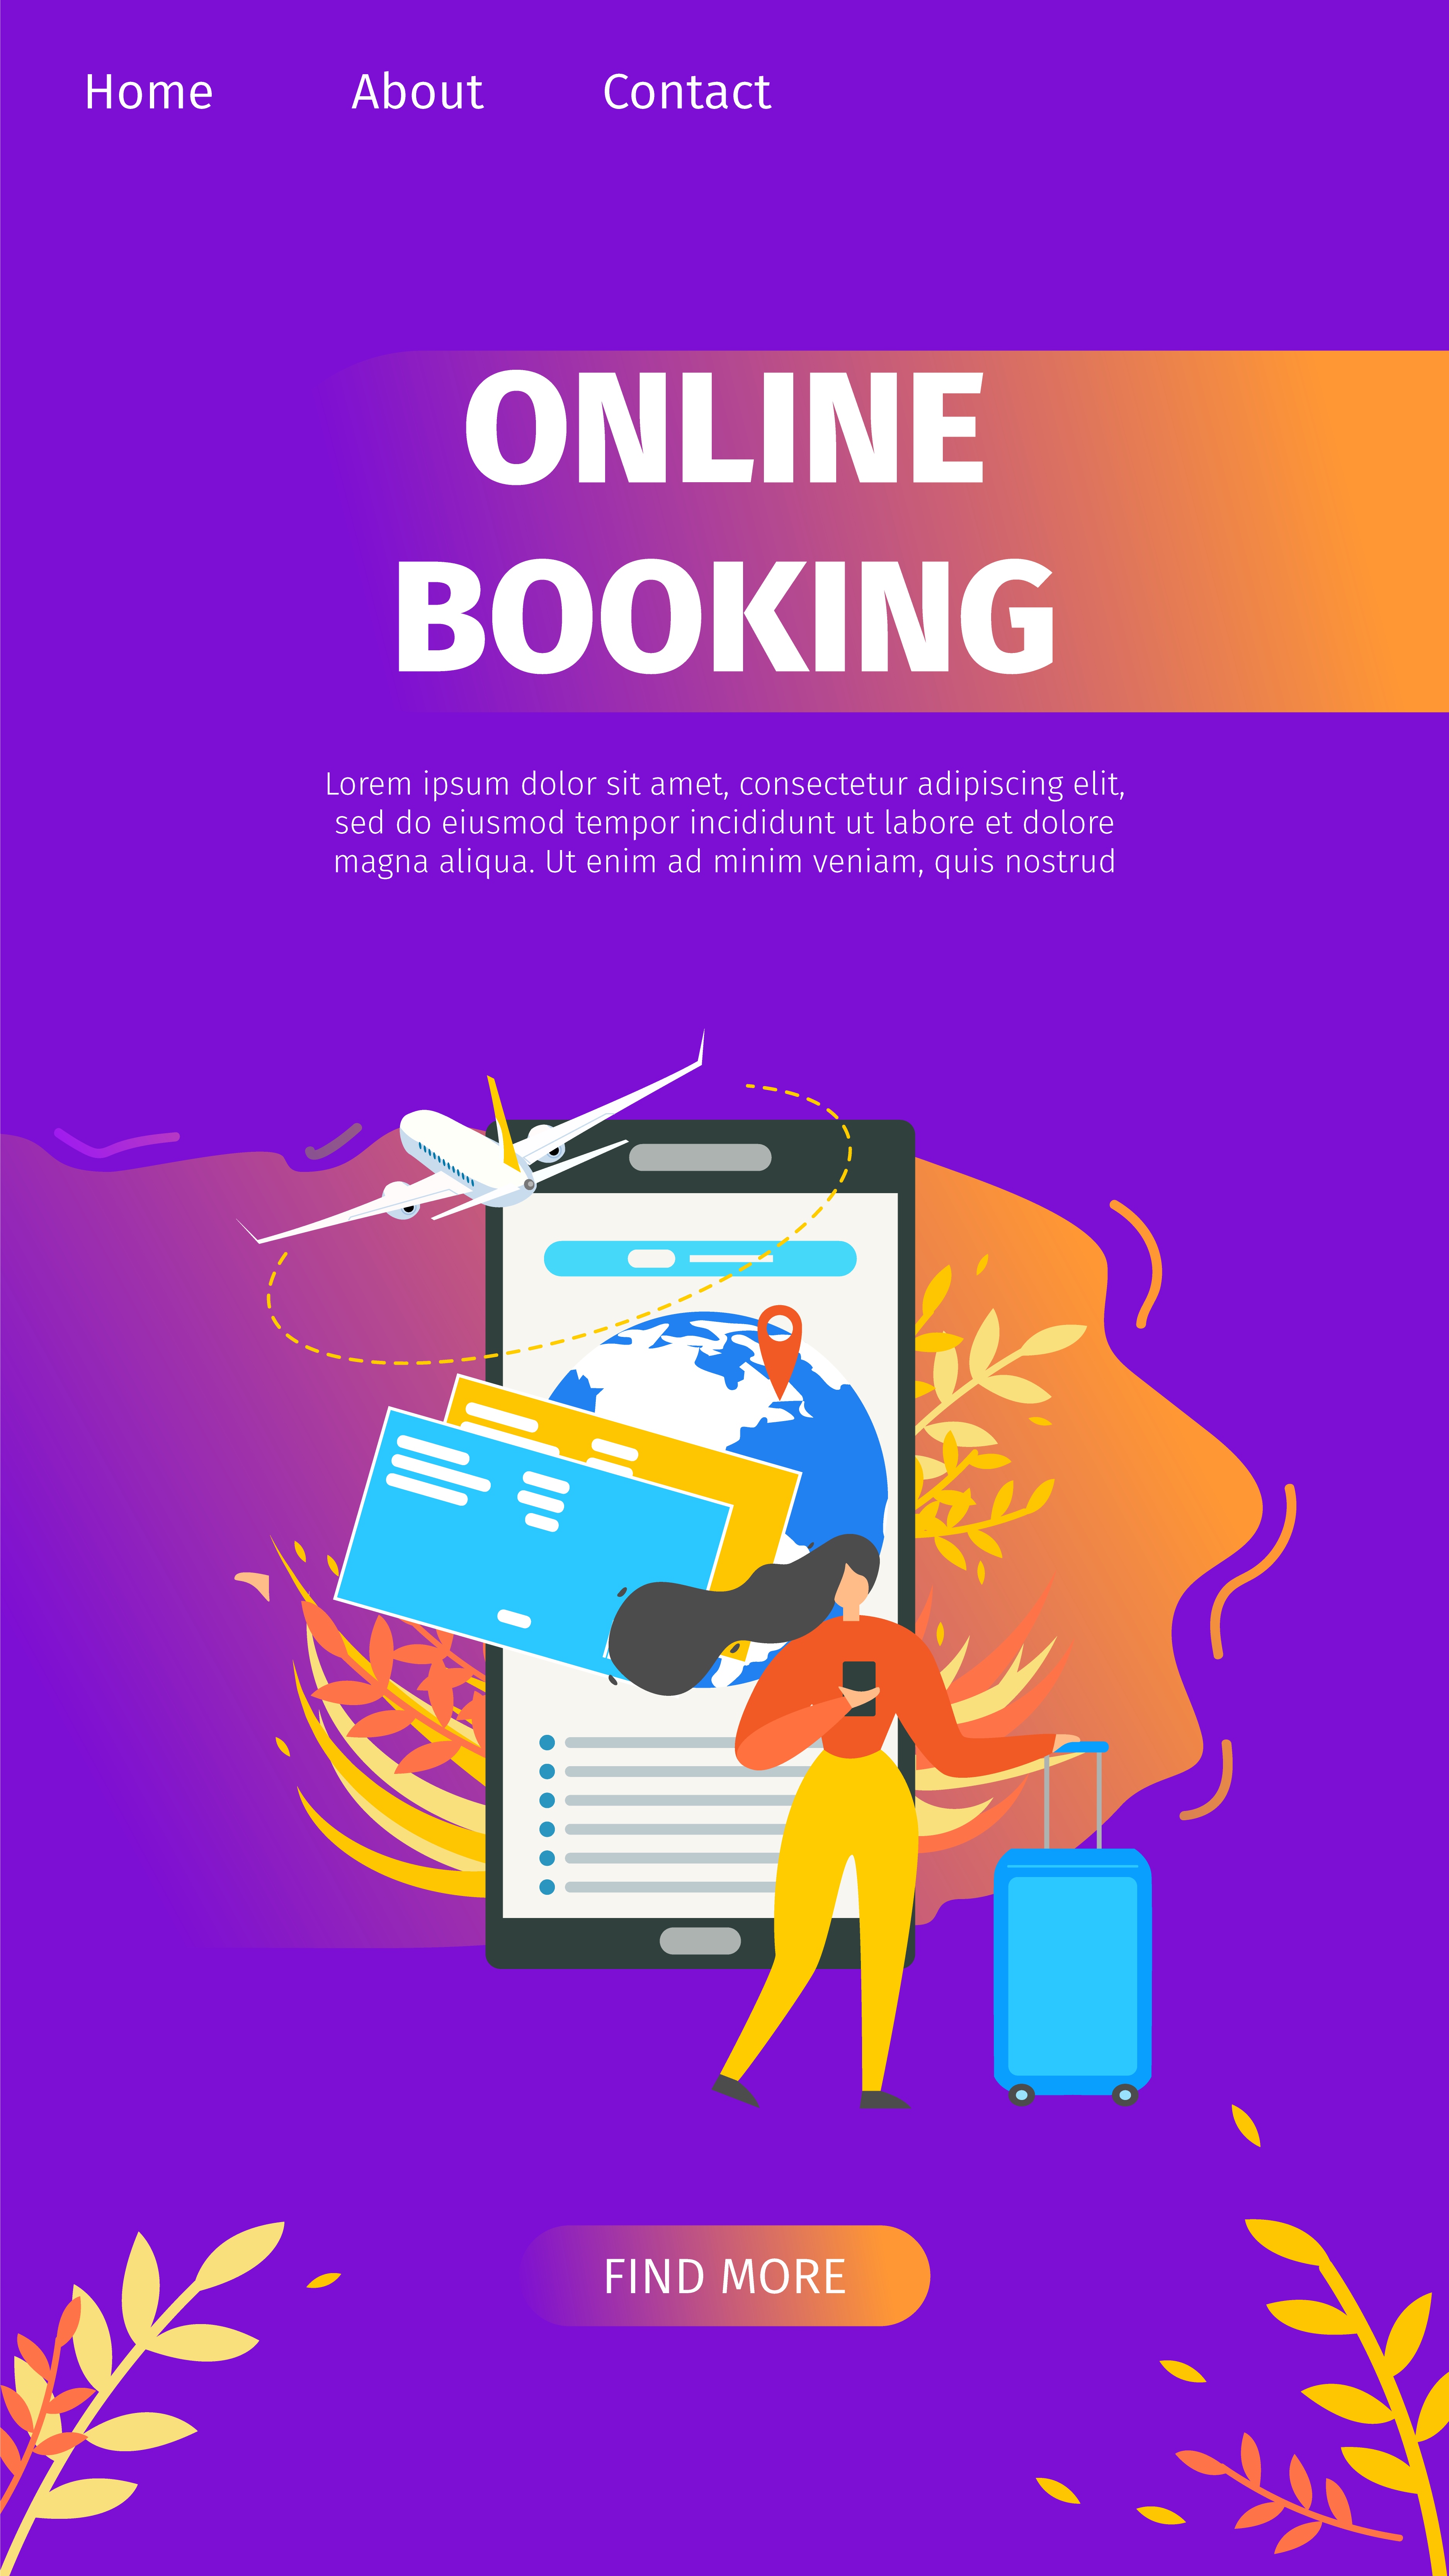 Home About Contact
ONLINE
BOOKING
Lorem ipsum dolor sit amet, consectetur adipiscing elit,
sed do eiusmod tempor incididunt ut labore et dolore
magna aliqua. Ut enim ad minim veniam, quis nostrud
FIND MORE